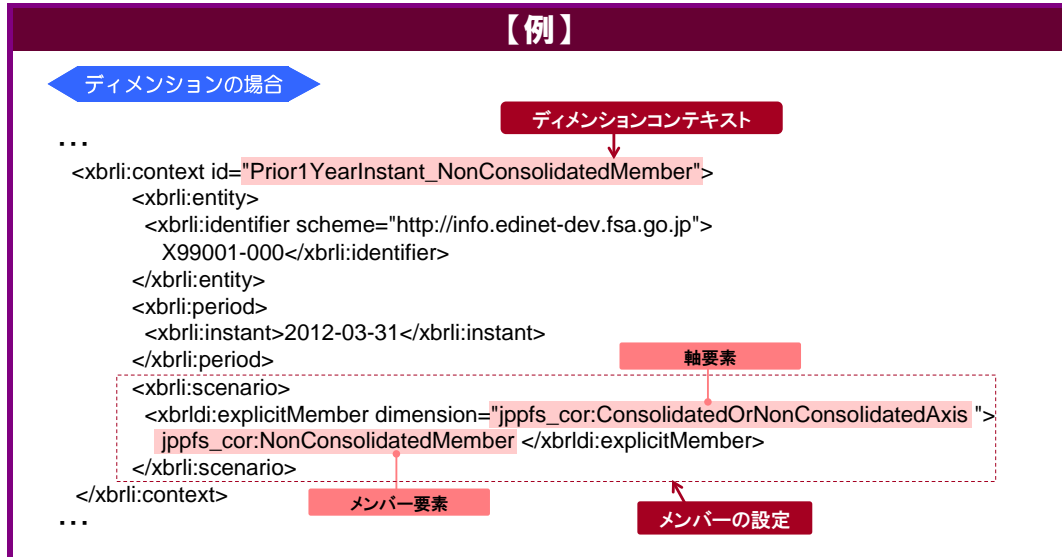 【例】
ディメンションの場合
ディメンションコンテキスト
...
<xbrli:context id="Prior1YearInstant_NonConsolidatedMember">
<xbrli:entity>
<xbrli:identifier scheme="http://info.edinet-dev.fsa.go.jp">
X99001-000</xbrli:identifier>
</xbrli:entity>
<xbrli:period>
<xbrli:instant>2012-03-31</xbrli:instant>
</xbrli:period>
軸要素
<xbrli:scenario>
<xbrldi:explicitMember dimension="jppfs_cor:ConsolidatedOrNonConsolidatedAxis ">
jppfs_cor:NonConsolidatedMember </xbrldi:explicitMember>
</xbrli:scenario>
</xbrli:context>
メンバー要素
メンバーの設定
...